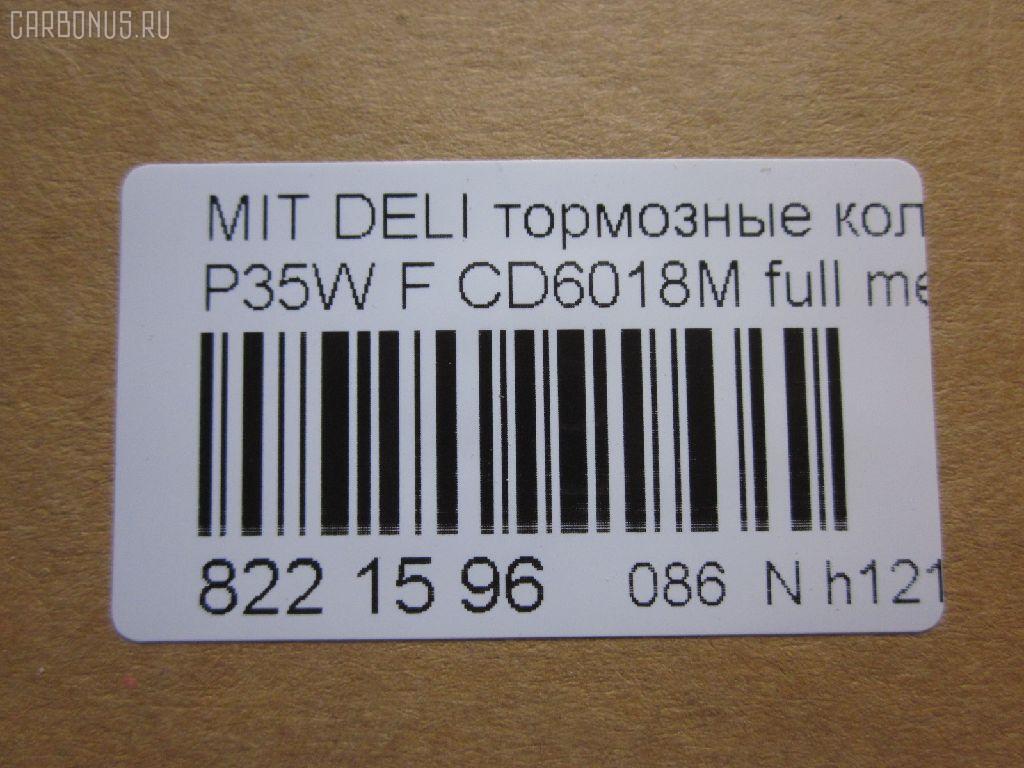 CARBONUS.RU
MIT DELI тормозные кол
P35W F CD6018M full me
822 15 96 086 N h121